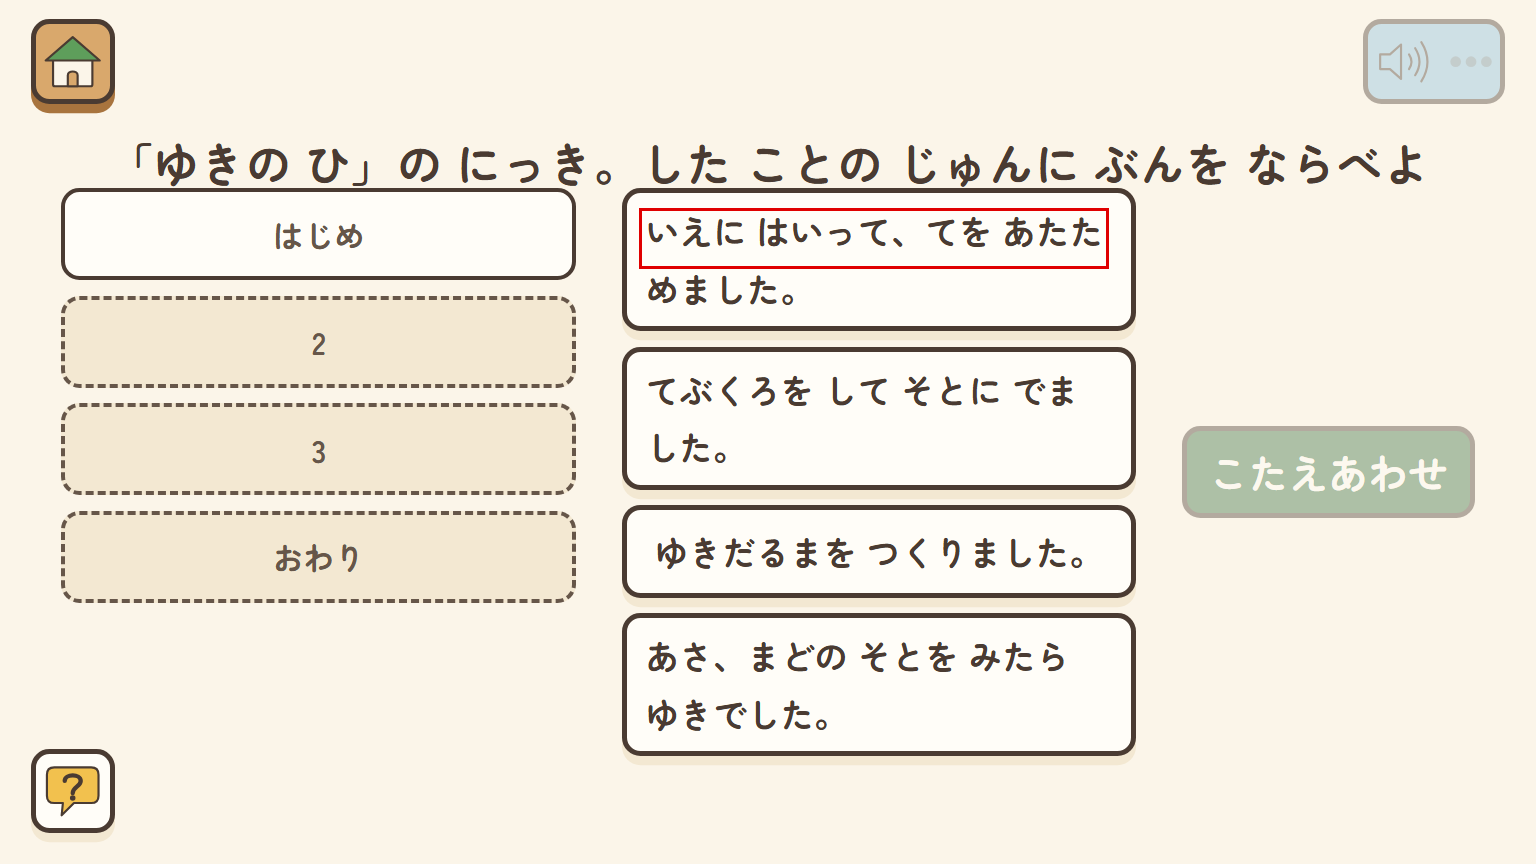 「ゆきの ひ」の にっき。した ことの じゅんに ぶんを ならべよ
はじめ
2
3
おわり
いえに はいって、てを あたた
めました。
てぶくろを して そとに でま
した。
ゆきだるまを つくりました。
あさ、まどの そとを みたら
ゆきでした。
こたえあわせ
?